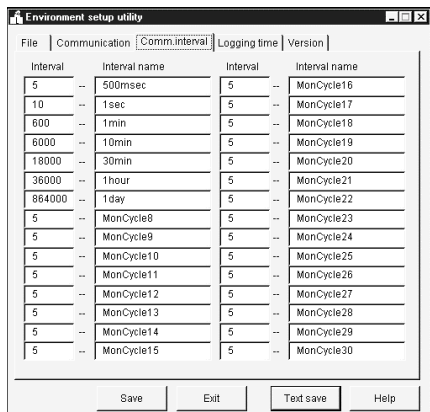 Environment setup utility
File Communication Comm.interval Logging time Version
Interval Interval name Interval Interval name
5 -- 500msec 5 -- MonCycle16
10 -- 1sec 5 -- MonCycle17
600 -- 1min 5 -- MonCycle18
6000 -- 10min 5 -- MonCycle19
18000 -- 30min 5 -- MonCycle20
36000 -- 1hour 5 -- MonCycle21
864000 -- 1day 5 -- MonCycle22
5 -- MonCycle8 5 -- MonCycle23
5 -- MonCycle9 5 -- MonCycle24
5 -- MonCycle10 5 -- MonCycle25
5 -- MonCycle11 5 -- MonCycle26
5 -- MonCycle12 5 -- MonCycle27
5 -- MonCycle13 5 -- MonCycle28
5 -- MonCycle14 5 -- MonCycle29
5 -- MonCycle15 5 -- MonCycle30
Save Exit Text save Help